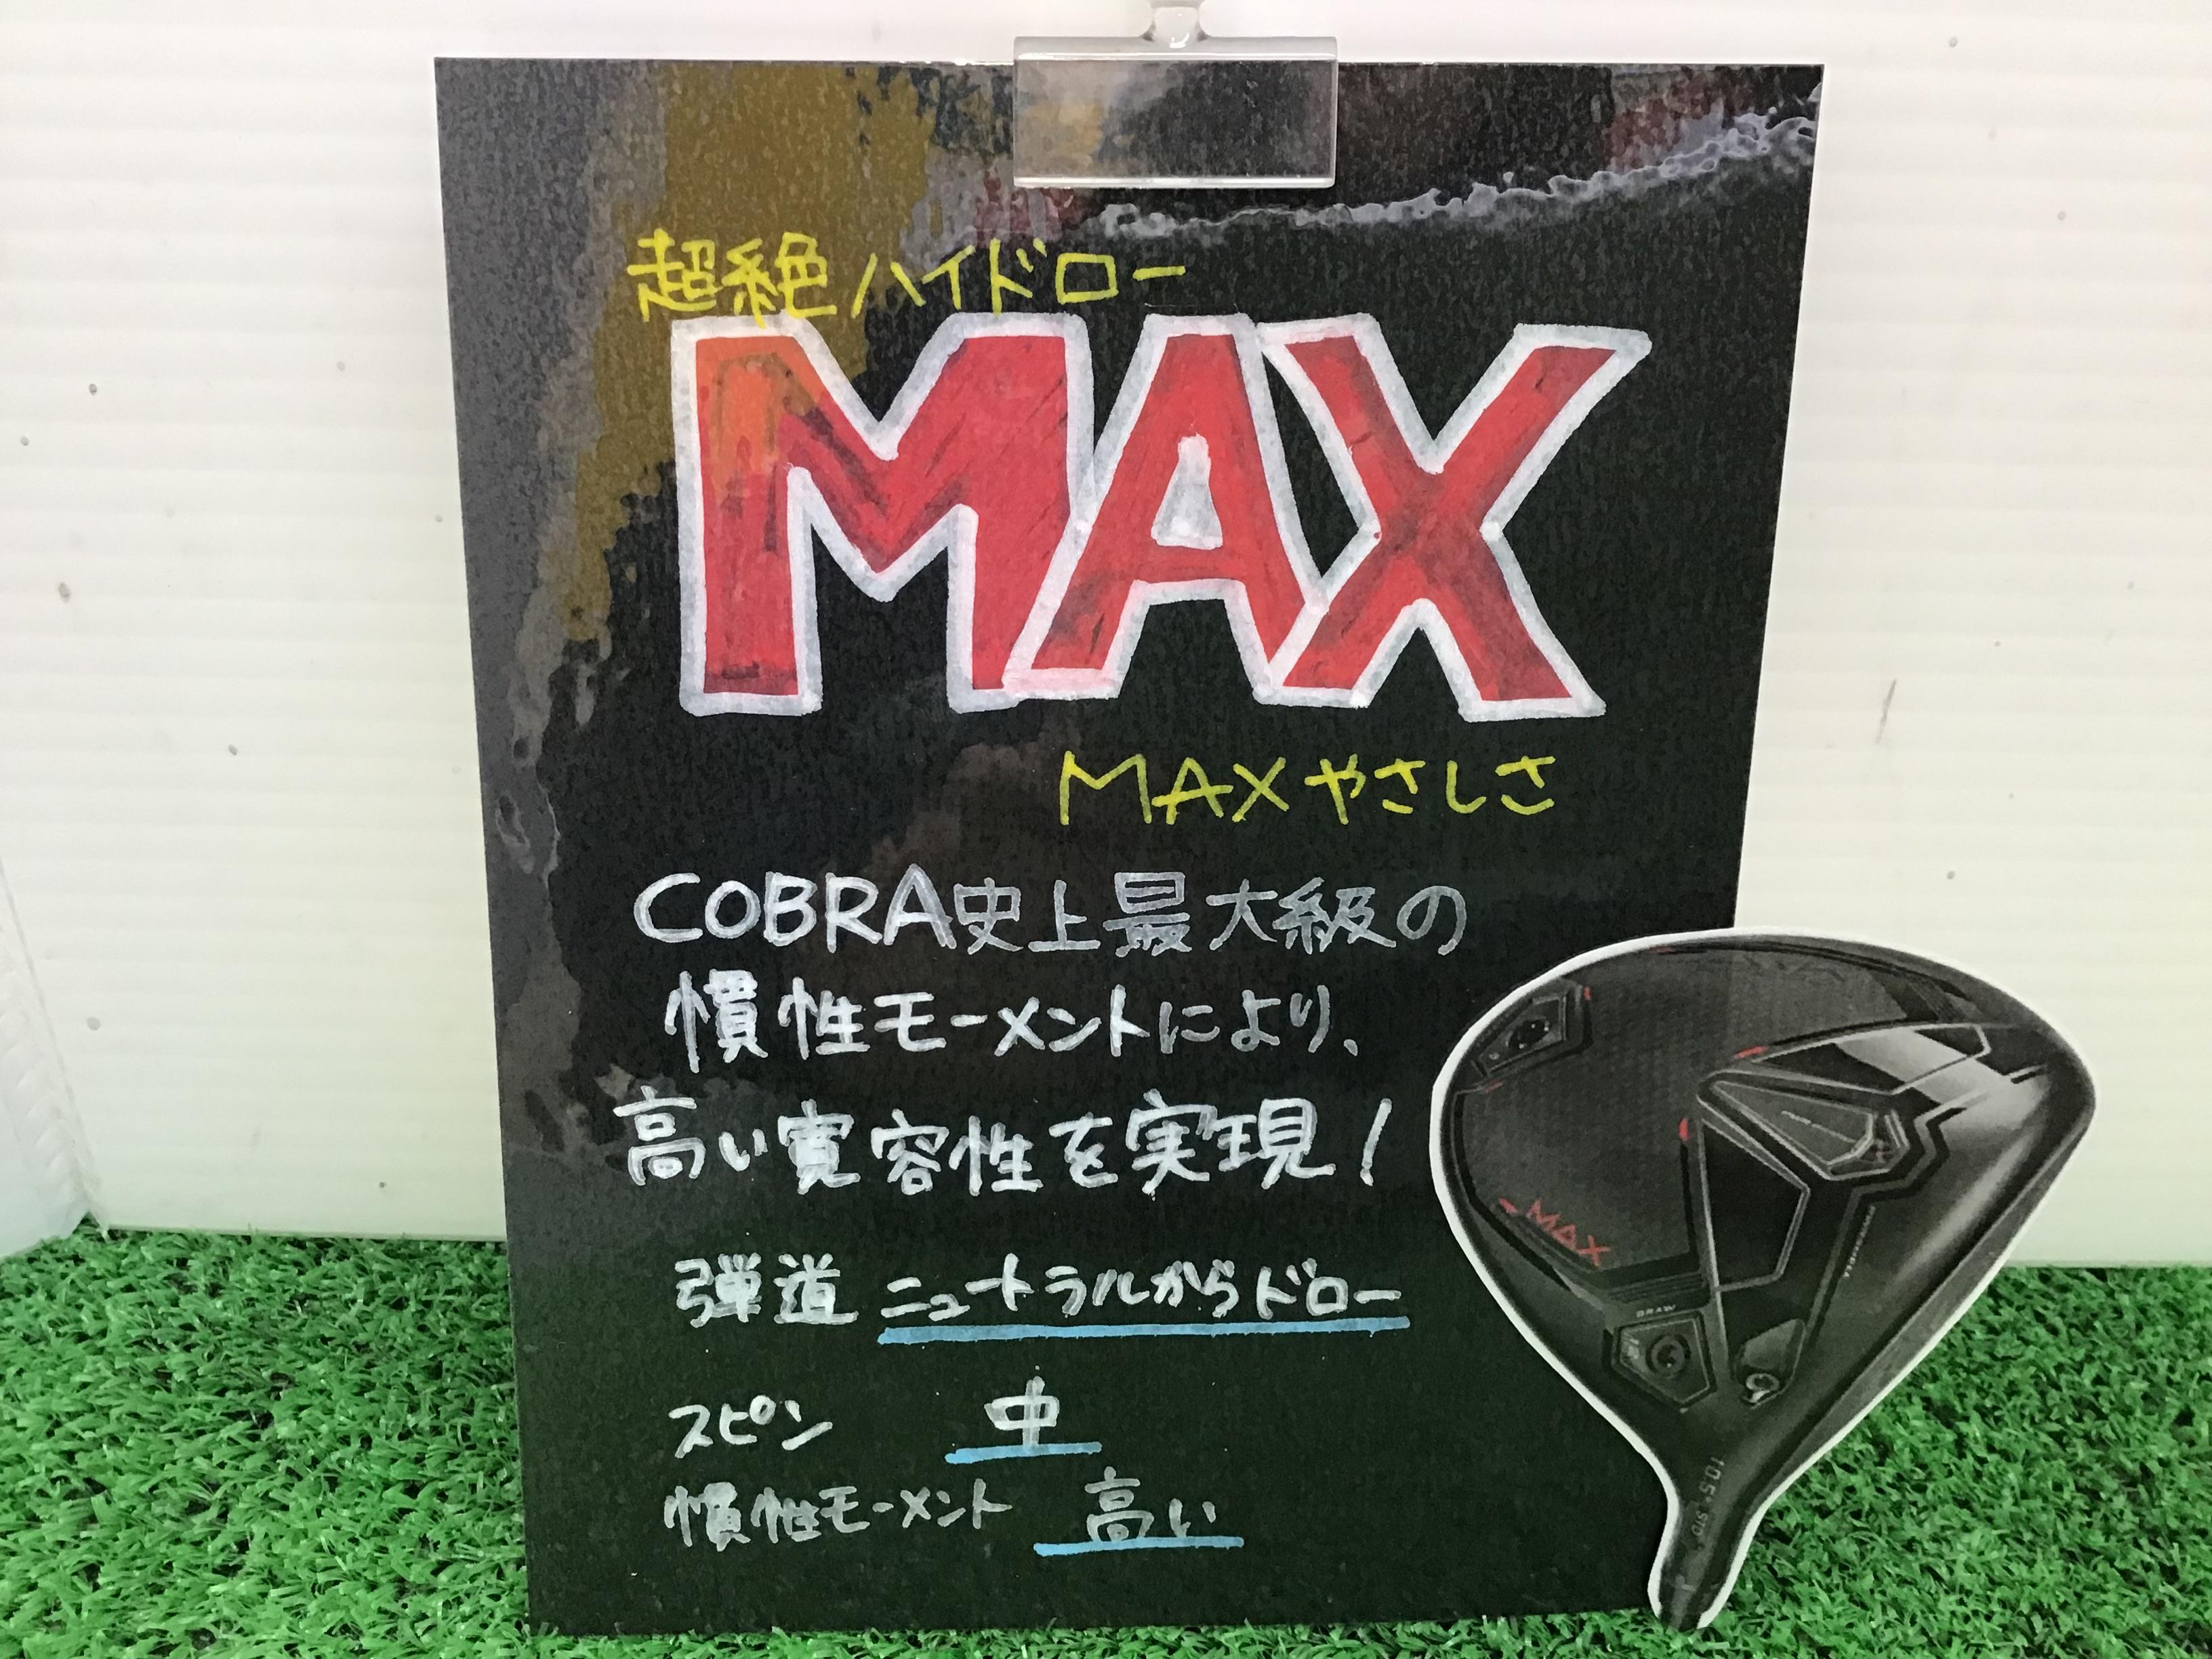 超絶ハイドロー
MAX
MAXやさしさ
COBRA史上最大級の
慣性モーメントにより、
高い寛容性を実現!
弾道 ニュートラルからドロー
スピン 中
慣性モーメント 高い
MAX
DRAW
10.5°